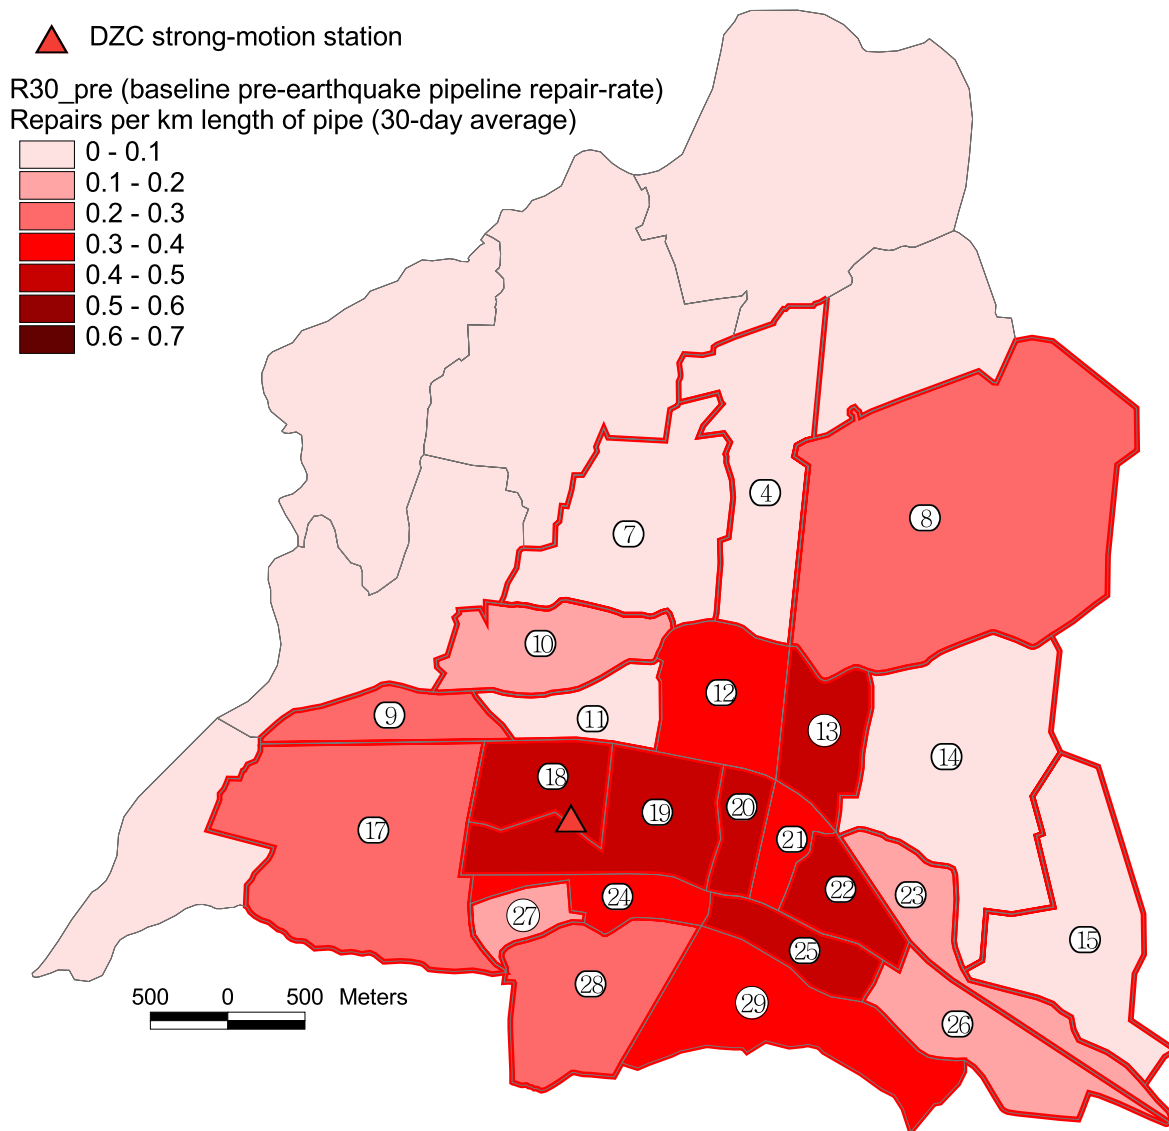 DZC strong-motion station
R30_pre (baseline pre-earthquake pipeline repair-rate)
Repairs per km length of pipe (30-day average)
0 - 0.1
0.1 - 0.2
0.2 - 0.3
0.3 - 0.4
0.4 - 0.5
0.5 - 0.6
0.6 - 0.7
4
8
7
10
12
9
11
13
14
18
20
19
17
21
22
23
24
27
15
25
28
29
26
500 0 500 Meters